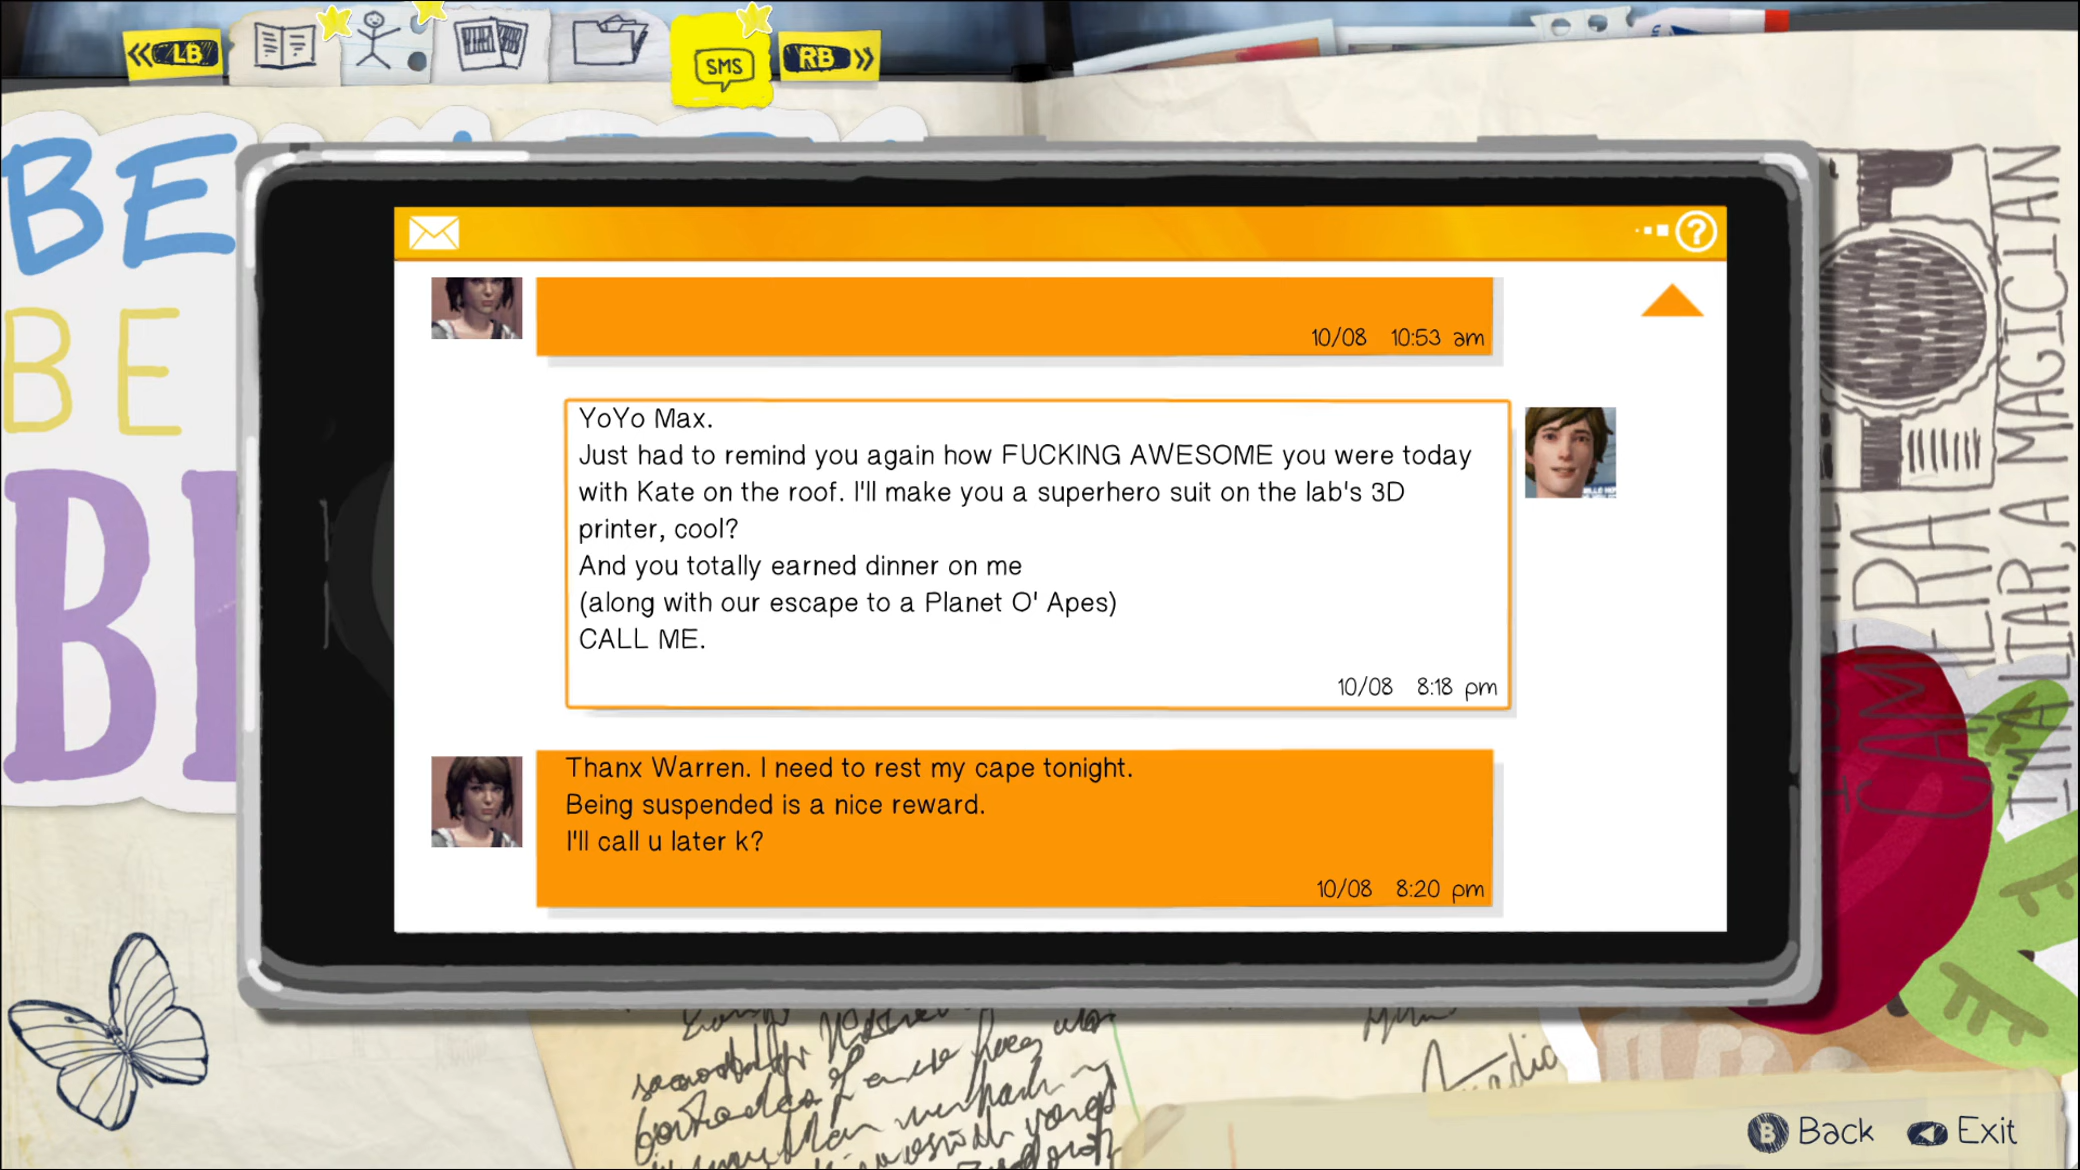 LB
SMS
RB
BE
BE
10/08 10:53 am
YoYo Max.
Just had to remind you again how FUCKING AWESOME you were today
with Kate on the roof. I'll make you a superhero suit on the lab's 3D
printer, cool?
And you totally earned dinner on me
(along with our escape to a Planet O' Apes)
CALL ME.
10/08 8:18 pm
Thanx Warren. I need to rest my cape tonight.
Being suspended is a nice reward.
I'll call u later k?
10/08 8:20 pm
CAMERA
LIAR, A MAGICIAN
B Back
Exit